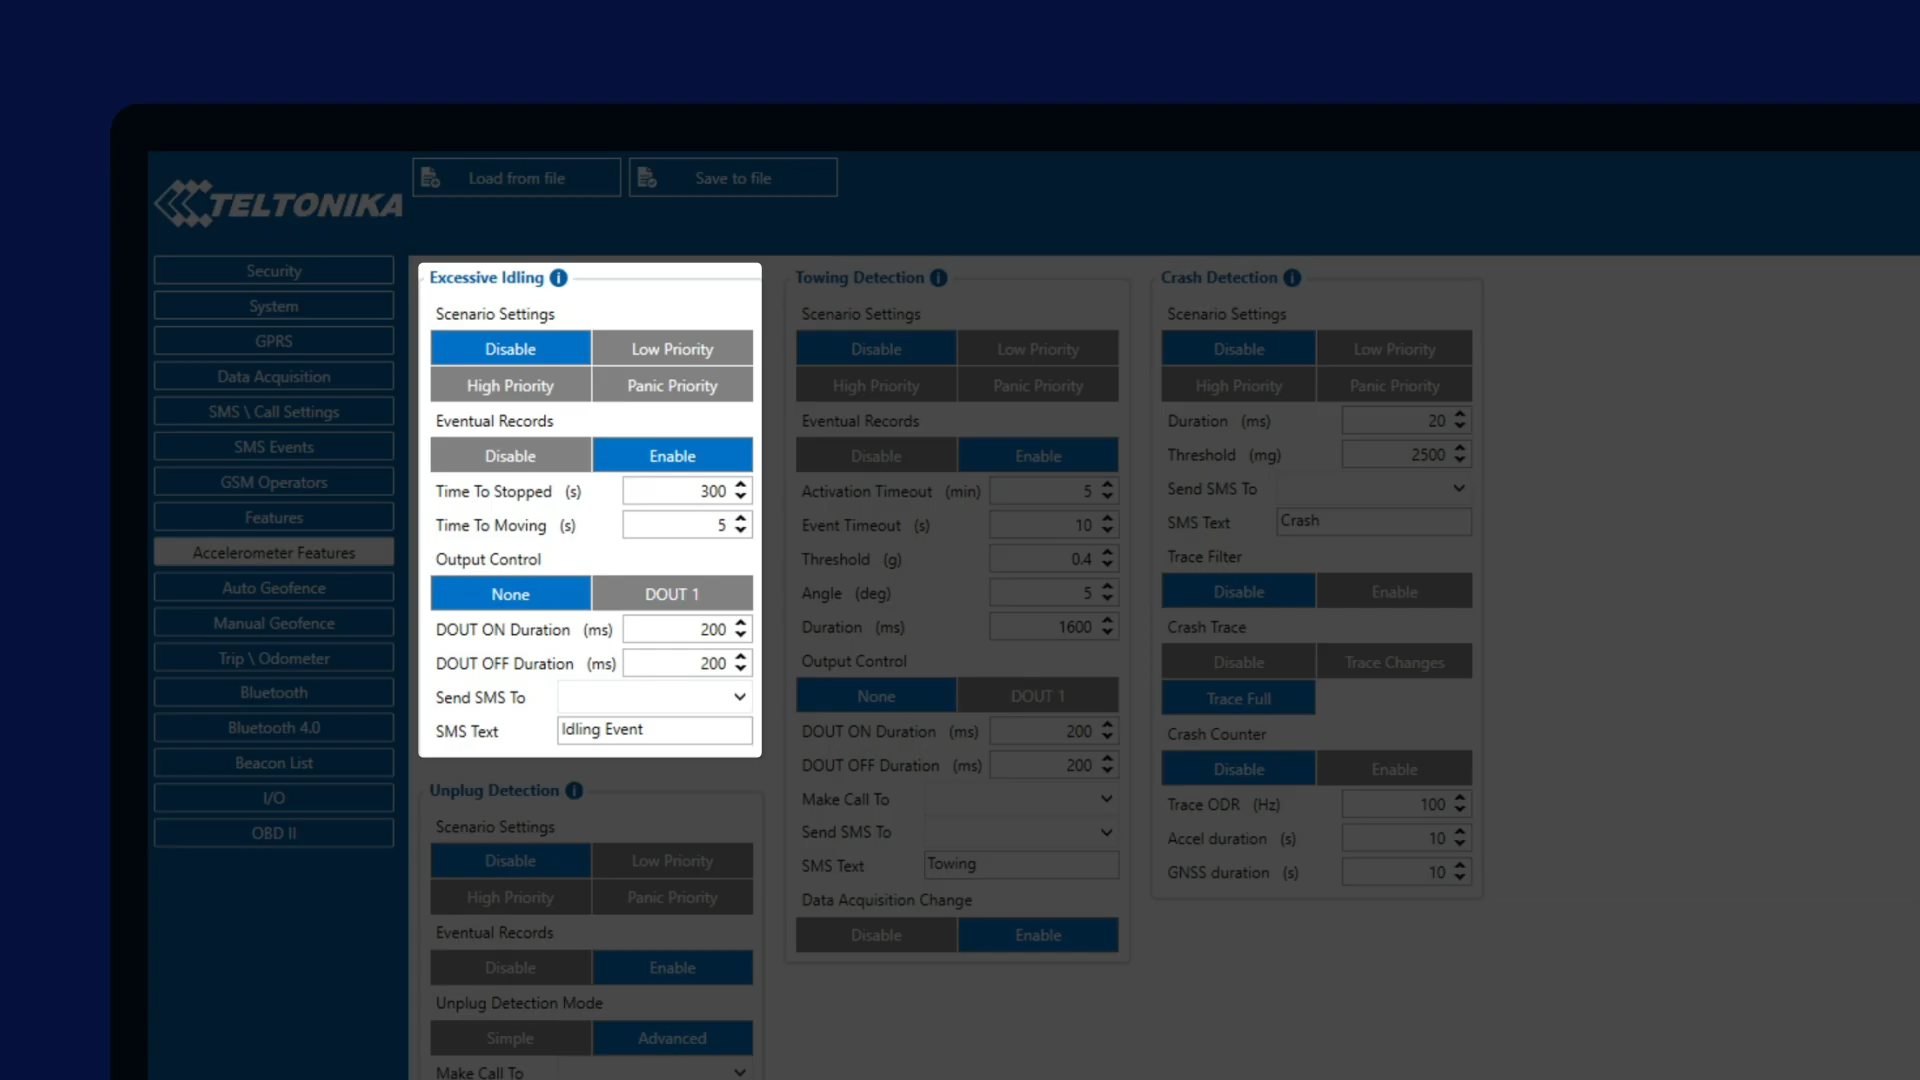 TELTONIKA
Load from file
Save to file
Security
System
GPRS
Data Acquisition
SMS \ Call Settings
SMS Events
GSM Operators
Features
Accelerometer Features
Auto Geofence
Manual Geofence
Trip \ Odometer
Bluetooth
Bluetooth 4.0
Beacon List
I/O
OBD II
Excessive Idling i
Scenario Settings
Disable Low Priority
High Priority Panic Priority
Eventual Records
Disable Enable
Time To Stopped (s) 300
Time To Moving (s) 5
Output Control
None DOUT 1
DOUT ON Duration (ms) 200
DOUT OFF Duration (ms) 200
Send SMS To
SMS Text Idling Event
Unplug Detection i
Scenario Settings
Disable Low Priority
High Priority Panic Priority
Eventual Records
Disable Enable
Unplug Detection Mode
Simple Advanced
Make Call To
Towing Detection i
Scenario Settings
Disable Low Priority
High Priority Panic Priority
Eventual Records
Disable Enable
Activation Timeout (min) 5
Event Timeout (s) 10
Threshold (g) 0.4
Angle (deg) 5
Duration (ms) 1600
Output Control
None DOUT 1
DOUT ON Duration (ms) 200
DOUT OFF Duration (ms) 200
Make Call To
Send SMS To
SMS Text Towing
Data Acquisition Change
Disable Enable
Crash Detection i
Scenario Settings
Disable Low Priority
High Priority Panic Priority
Duration (ms) 20
Threshold (mg) 2500
Send SMS To
SMS Text Crash
Trace Filter
Disable Enable
Crash Trace
Disable Trace Changes
Trace Full
Crash Counter
Disable Enable
Trace ODR (Hz) 100
Accel duration (s) 10
GNSS duration (s) 10